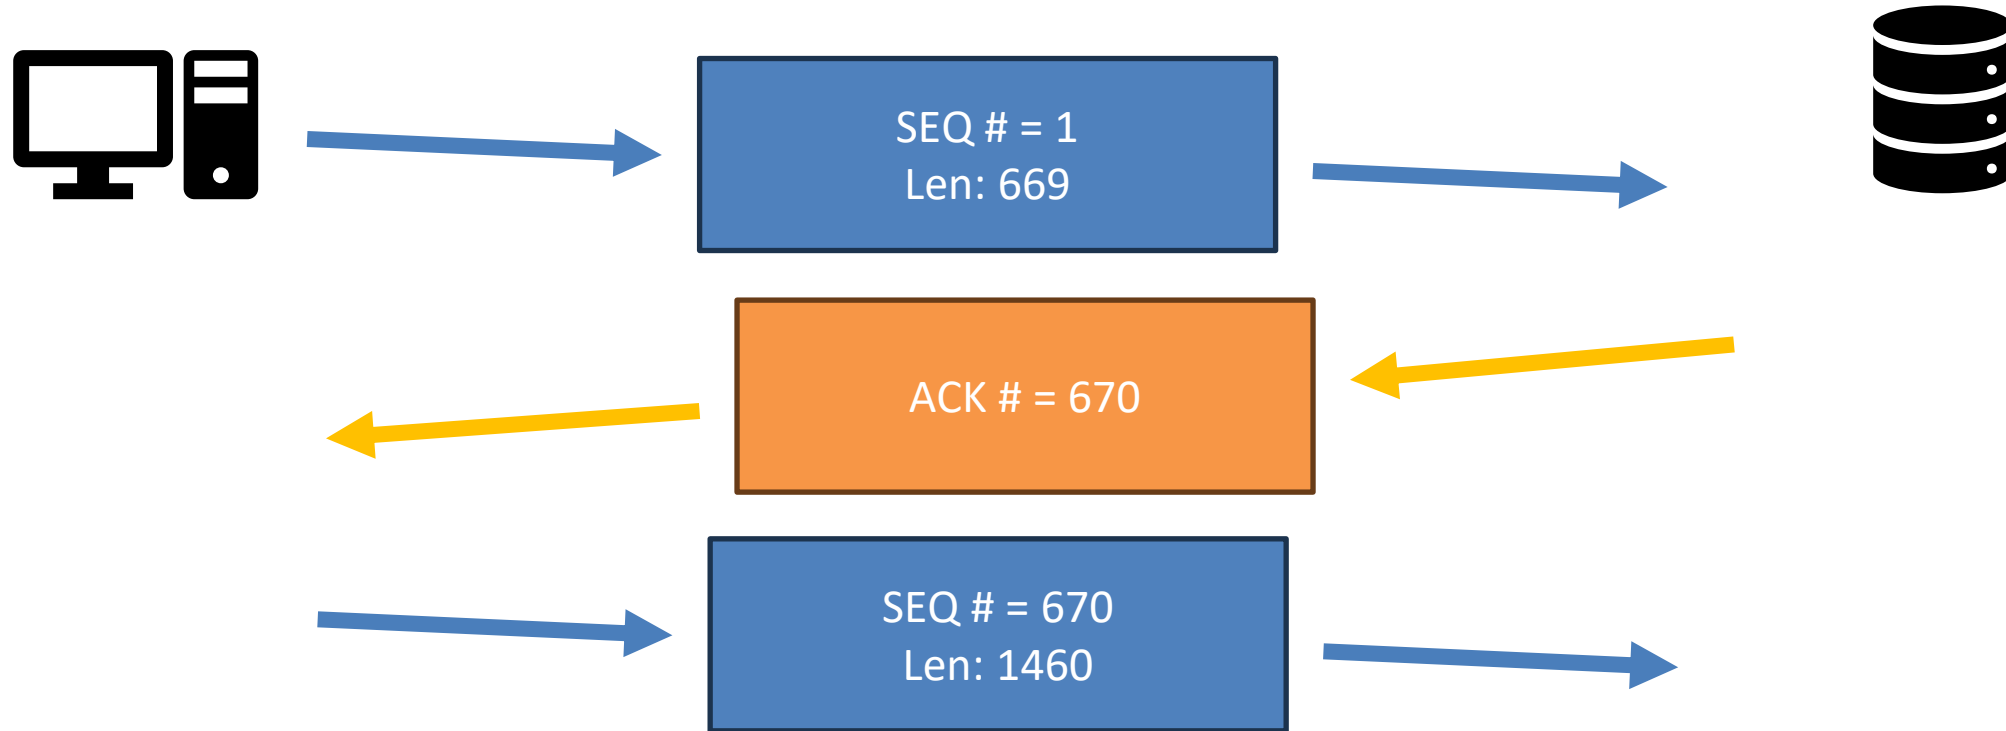 SEQ # = 1
Len: 669
ACK # = 670
SEQ # = 670
Len: 1460